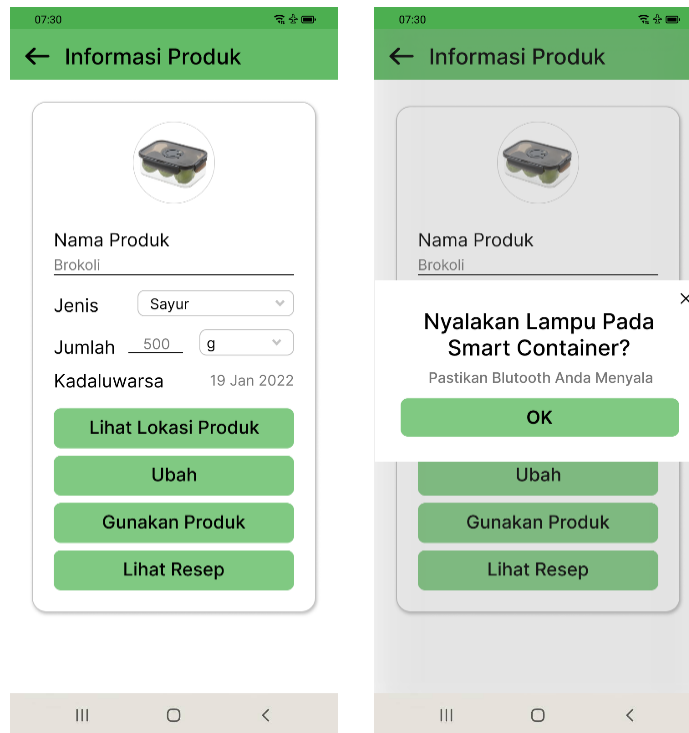 07:30
Informasi Produk
Nama Produk
Brokoli
Jenis
Sayur
Jumlah
500
g
Kadaluwarsa
19 Jan 2022
Lihat Lokasi Produk
Ubah
Gunakan Produk
Lihat Resep
07:30
Informasi Produk
Nama Produk
Brokoli
Nyalakan Lampu Pada
Smart Container?
Pastikan Blutooth Anda Menyala
OK
Ubah
Gunakan Produk
Lihat Resep